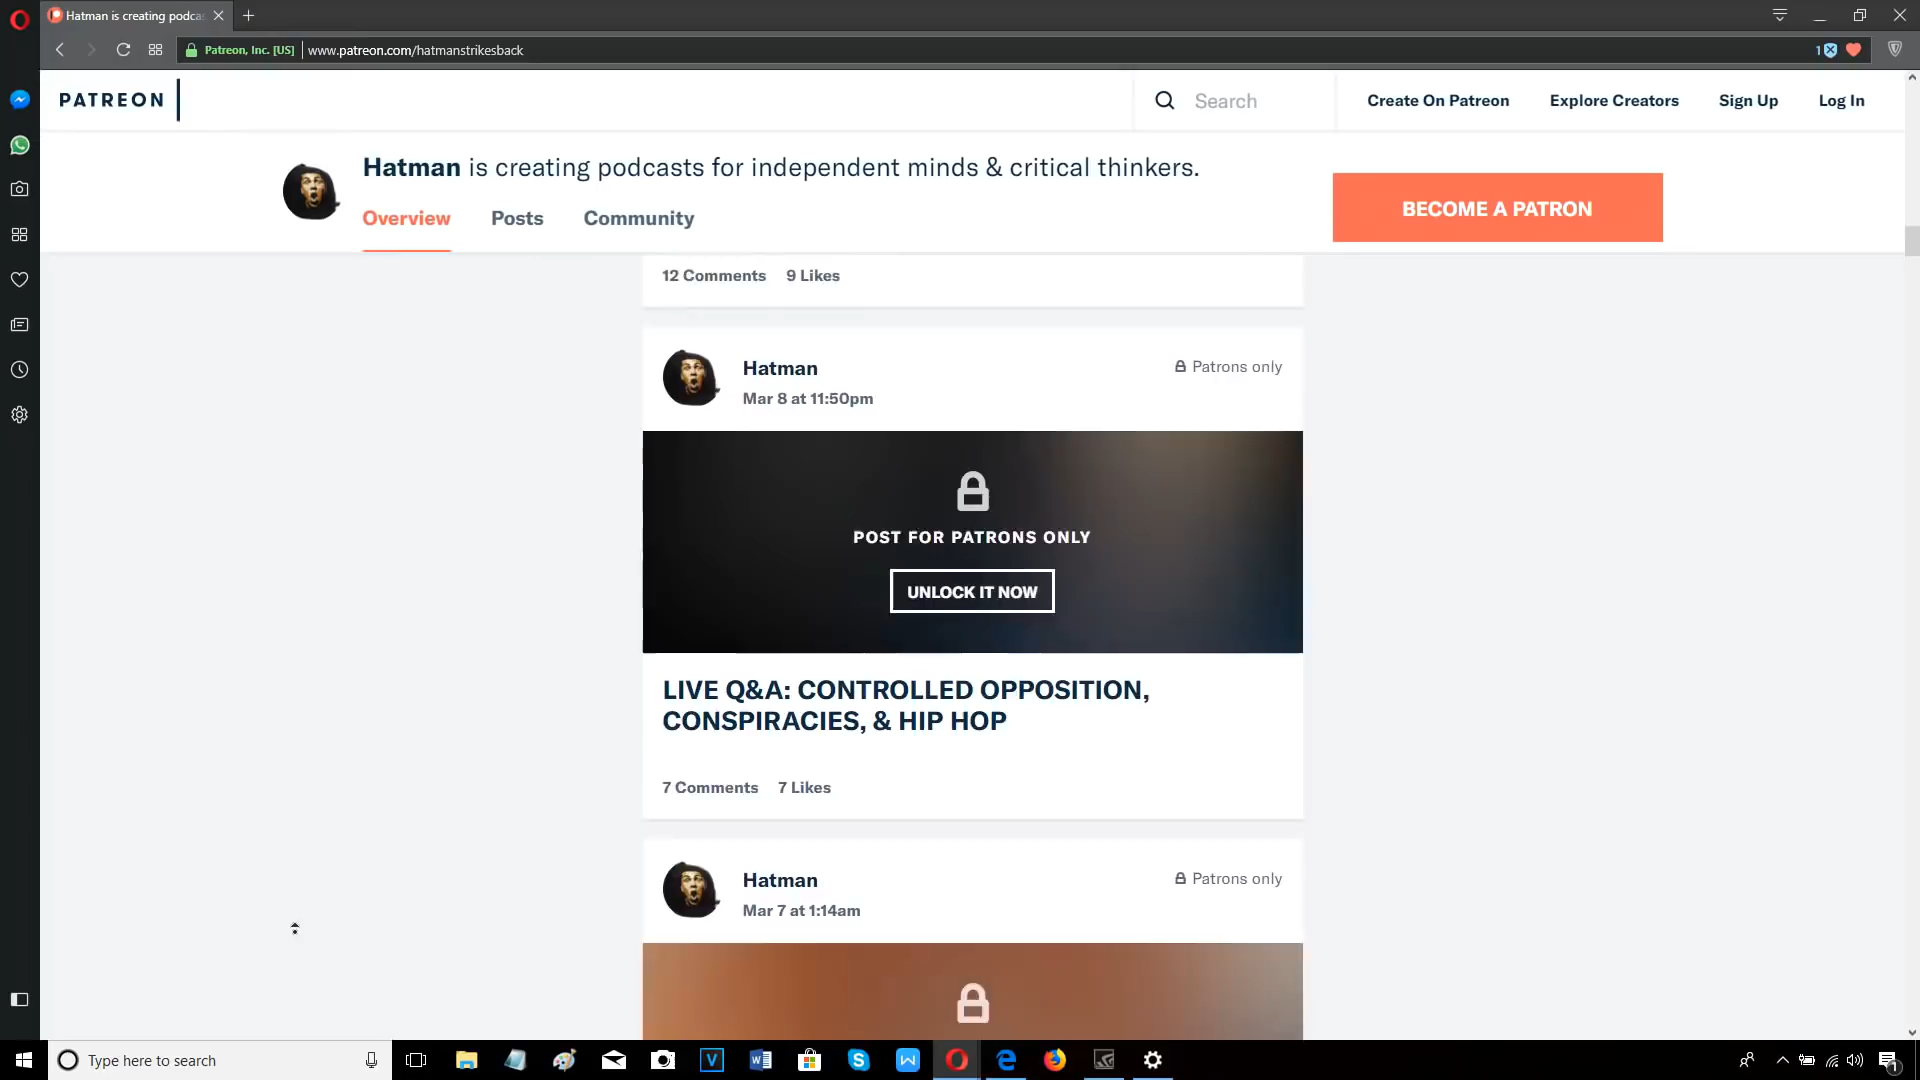 Hatman is creating podca
Patreon, Inc. [US]
www.patreon.com/hatmanstrikesback
1
PATREON
Search
Create On Patreon
Explore Creators
Sign Up
Log In
Hatman is creating podcasts for independent minds & critical thinkers.
Overview
Posts
Community
BECOME A PATRON
12 Comments
9 Likes
Hatman
Patrons only
Mar 8 at 11:50pm
POST FOR PATRONS ONLY
UNLOCK IT NOW
LIVE Q&A: CONTROLLED OPPOSITION,
CONSPIRACIES, & HIP HOP
7 Comments
7 Likes
Hatman
Patrons only
Mar 7 at 1:14am
Type here to search
V
W
S
W
1